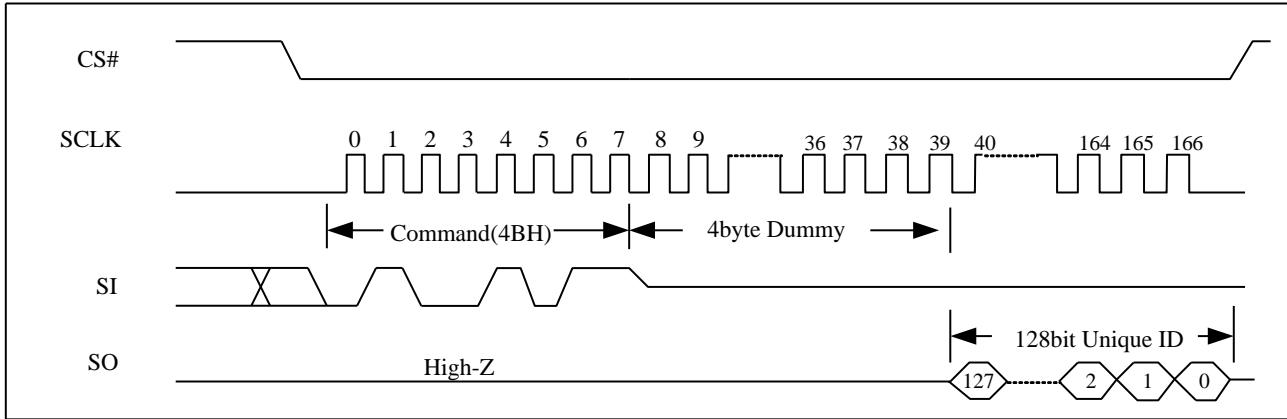 CS#
SCLK
0 1 2 3 4 5 6 7 8 9 36 37 38 39 40 164 165 166
Command(4BH) 4byte Dummy
SI
128bit Unique ID
SO
High-Z
127 2 1 0